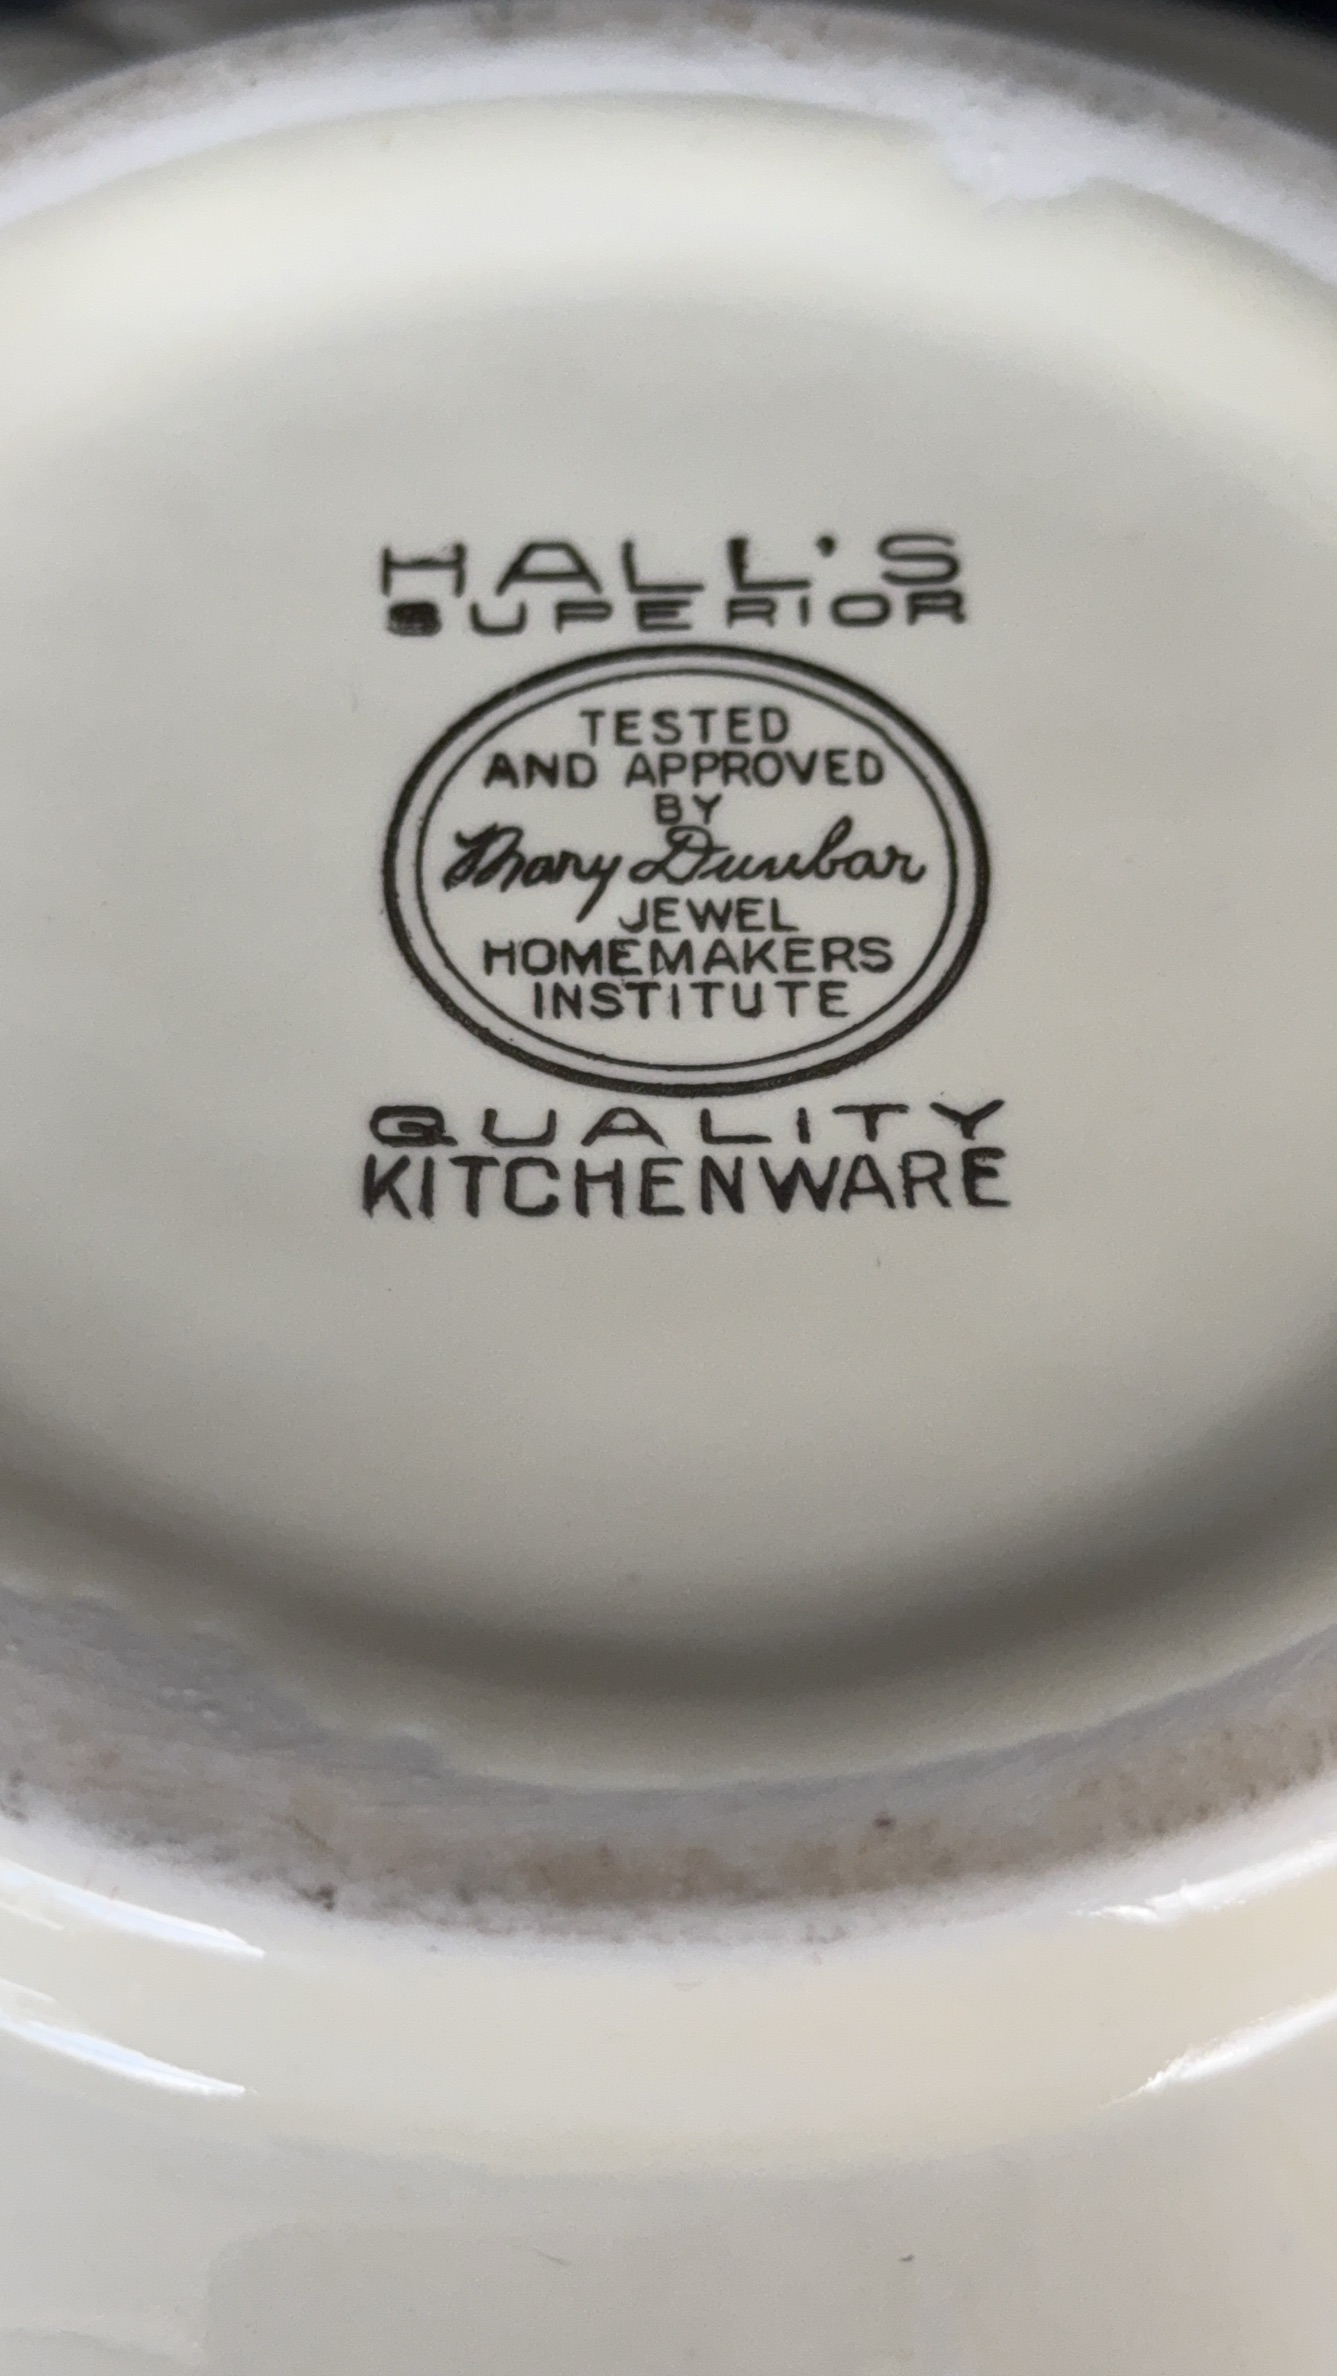 HALL'S
SUPERIOR
TESTED
AND APPROVED
BY
Mary Dunbar
JEWEL
HOMEMAKERS
INSTITUTE
QUALITY
KITCHENWARE